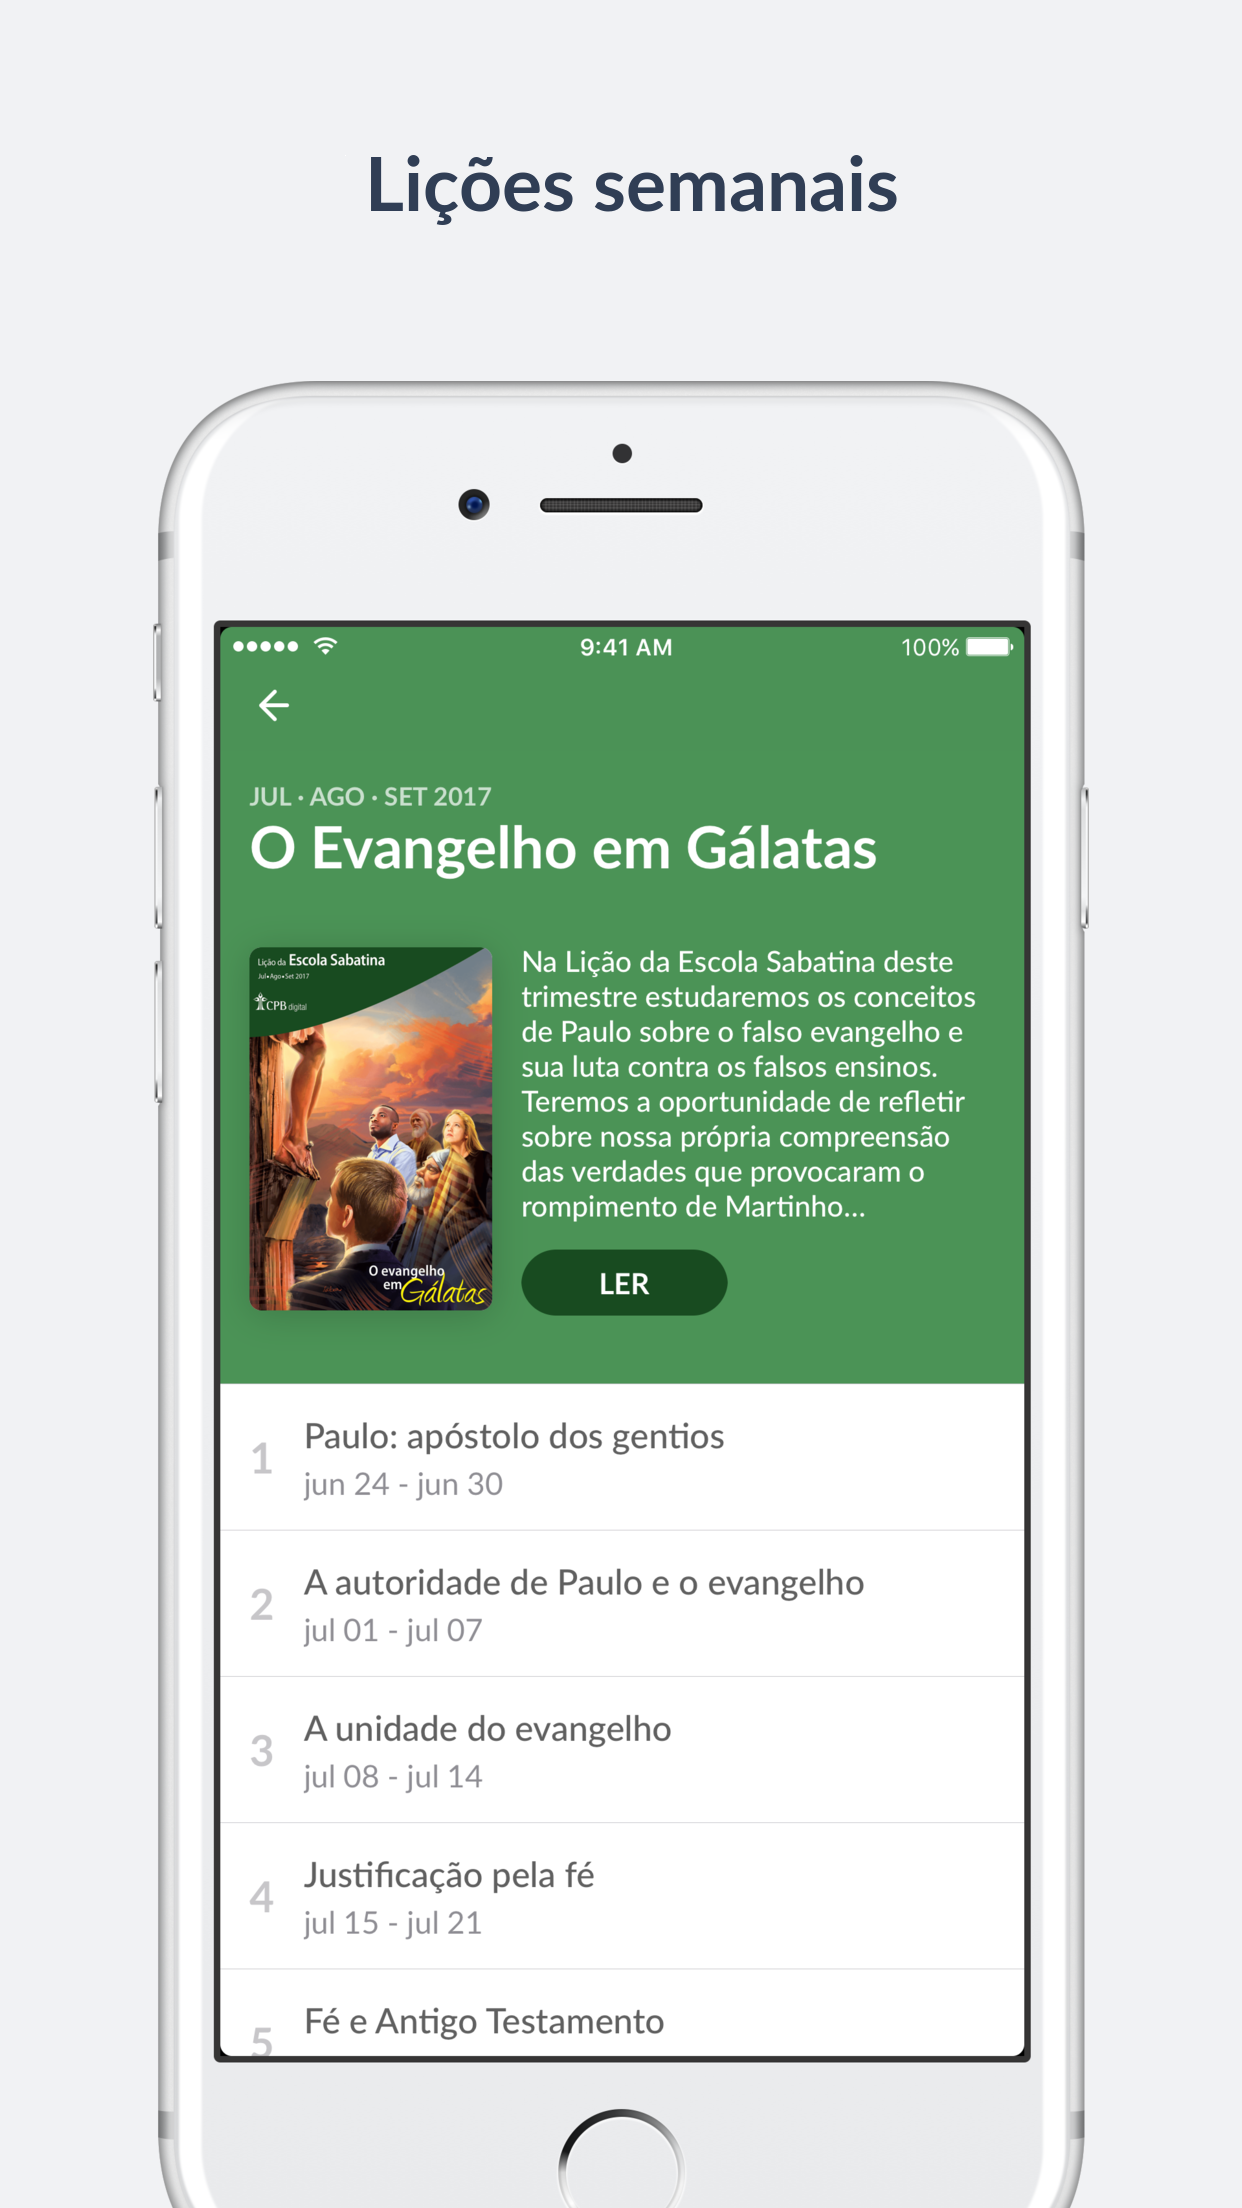 Lições semanais
9:41 AM
100%
JUL · AGO · SET 2017
O Evangelho em Gálatas
Lição da Escola Sabatina
Jul•Ago•Set 2017
CPB digital
O evangelho
em Gálatas
Na Lição da Escola Sabatina deste
trimestre estudaremos os conceitos
de Paulo sobre o falso evangelho e
sua luta contra os falsos ensinos.
Teremos a oportunidade de refletir
sobre nossa própria compreensão
das verdades que provocaram o
rompimento de Martinho...
LER
1
Paulo: apóstolo dos gentios
jun 24 - jun 30
2
A autoridade de Paulo e o evangelho
jul 01 - jul 07
3
A unidade do evangelho
jul 08 - jul 14
4
Justificação pela fé
jul 15 - jul 21
5
Fé e Antigo Testamento